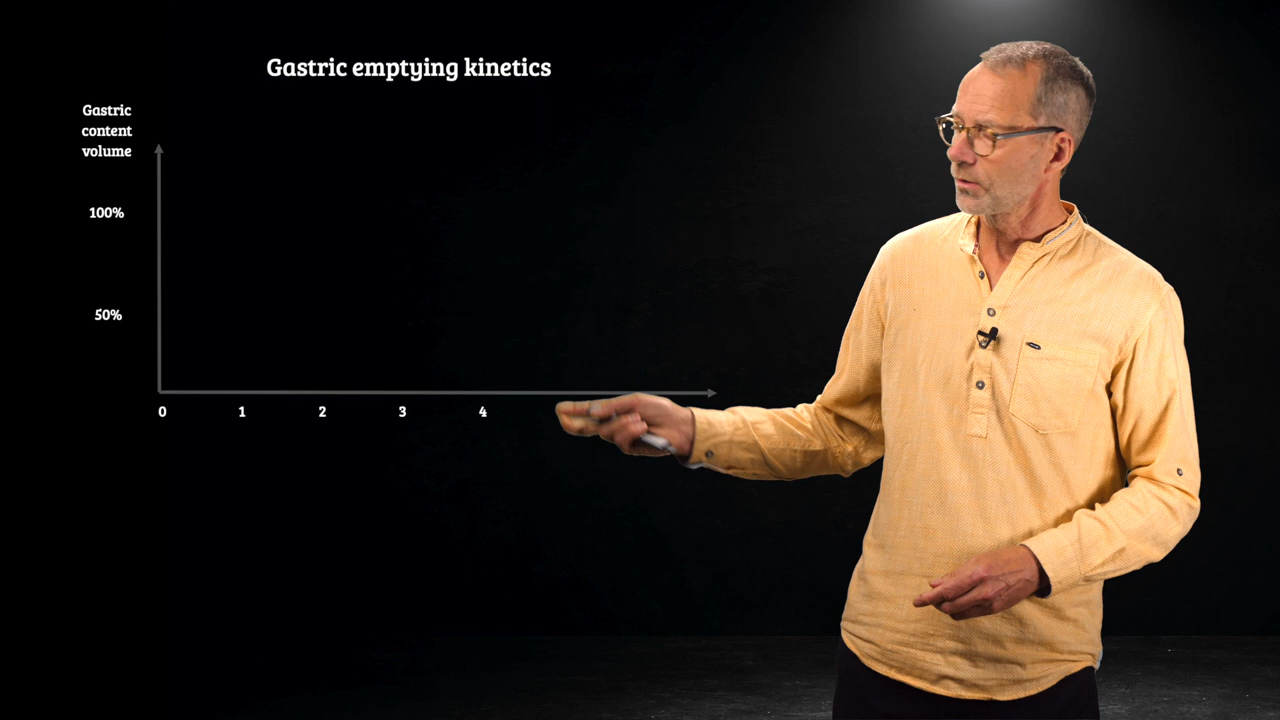 Gastric emptying kinetics
Gastric
content
volume
100%
50%
0 1 2 3 4